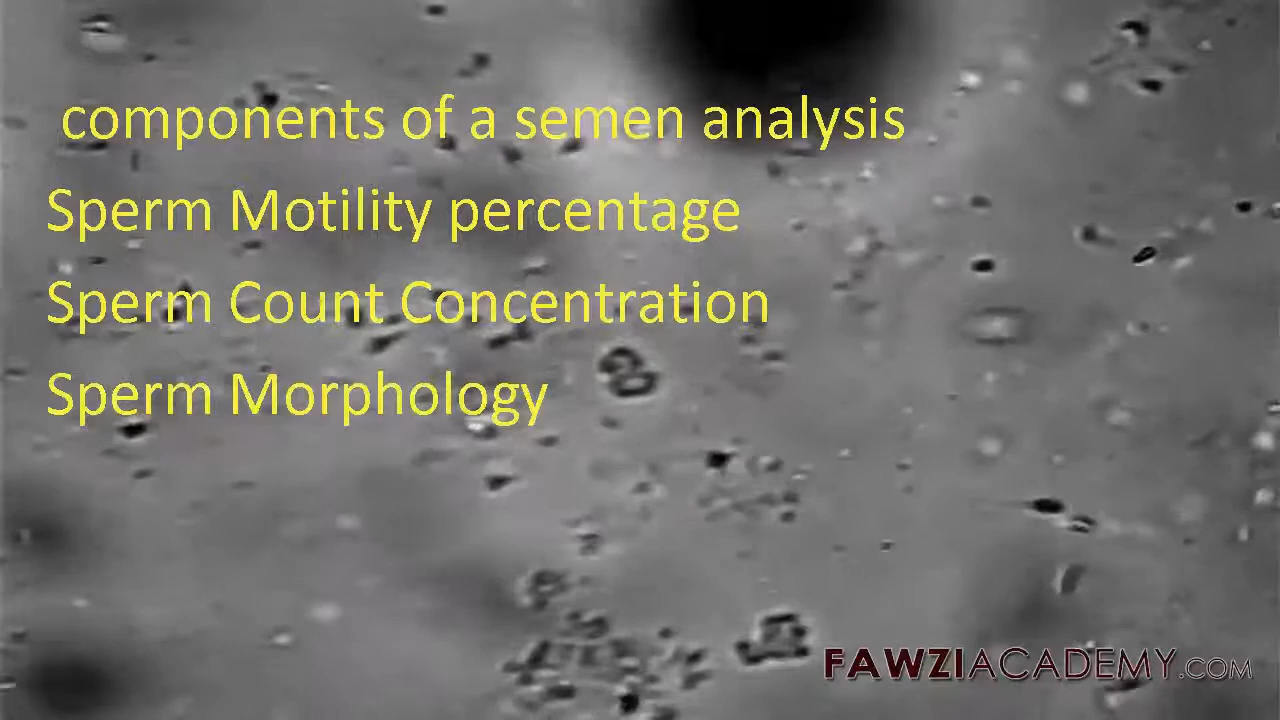 components of a semen analysis
Sperm Motility percentage
Sperm Count Concentration
Sperm Morphology
FAWZIACADEMY.COM